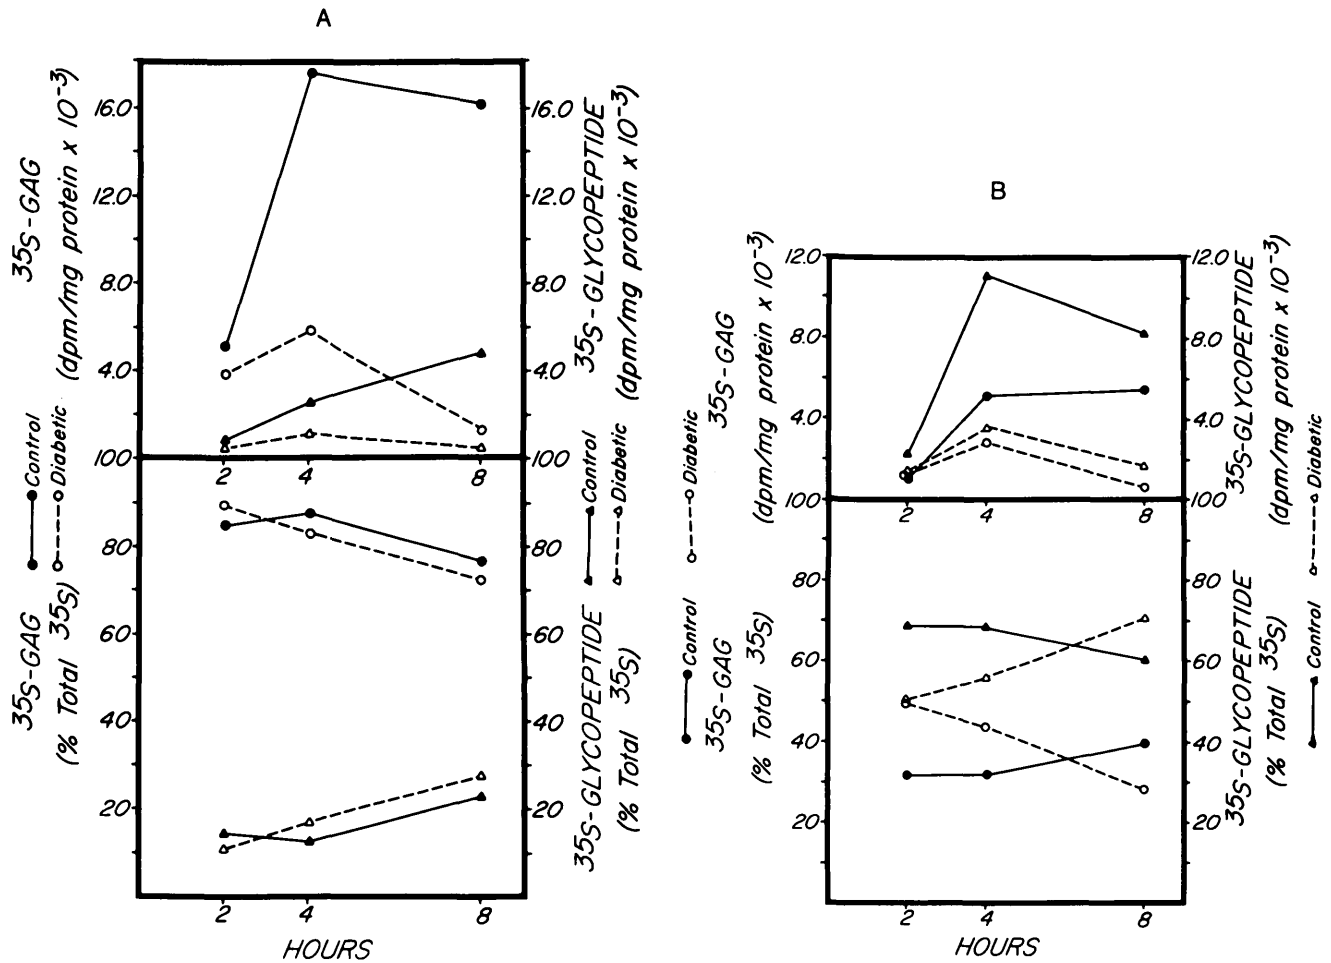 A
35S-GAG
(dpm/mg protein x 10-3)
16.0
12.0
8.0
4.0
100
80
60
40
20
Control
Diabetic
35S-GAG
(% Total 35S)
2 4 8
2 4 8
HOURS
16.0
12.0
8.0
4.0
100
80
60
40
20
35S-GLYCOPEPTIDE
(dpm/mg protein x 10-3)
Control
Diabetic
35S-GLYCOPEPTIDE
(% Total 35S)
B
35S-GAG
(dpm/mg protein x 10-3)
12.0
8.0
4.0
100
80
60
40
20
Diabetic
Control
35S-GAG
(% Total 35S)
2 4 8
2 4 8
HOURS
12.0
8.0
4.0
100
80
60
40
20
35S-GLYCOPEPTIDE
(dpm/mg protein x 10-3)
Diabetic
Control
35S-GLYCOPEPTIDE
(% Total 35S)